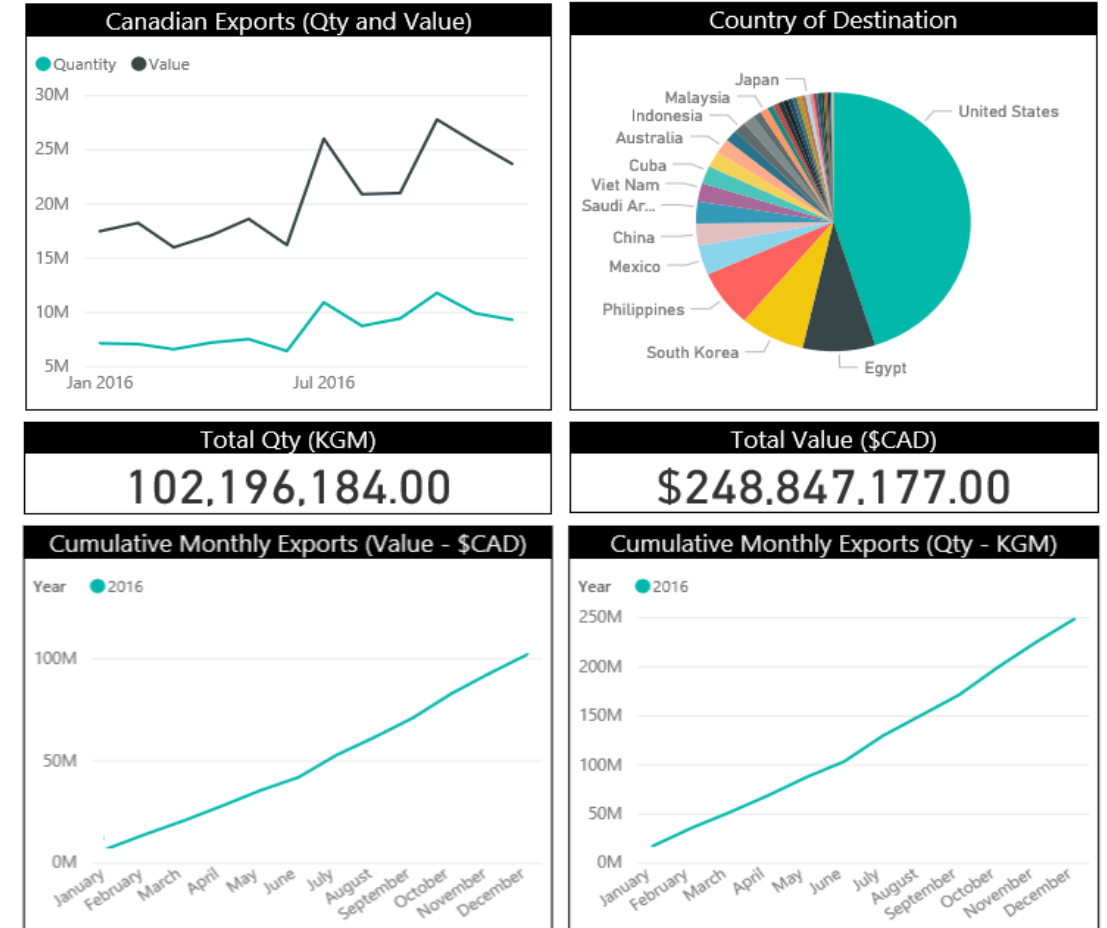 Canadian Exports (Qty and Value)
Quantity Value
30M
25M
20M
15M
10M
5M
Jan 2016 Jul 2016
Country of Destination
Japan
Malaysia
Indonesia
Australia
Cuba
Viet Nam
Saudi Ar...
China
Mexico
Philippines
South Korea
Egypt
United States
Total Qty (KGM)
102,196,184.00
Total Value ($CAD)
$248,847,177.00
Cumulative Monthly Exports (Value - $CAD)
Year 2016
100M
50M
0M
January February March April May June July August September October November December
Cumulative Monthly Exports (Qty - KGM)
Year 2016
250M
200M
150M
100M
50M
0M
January February March April May June July August September October November December